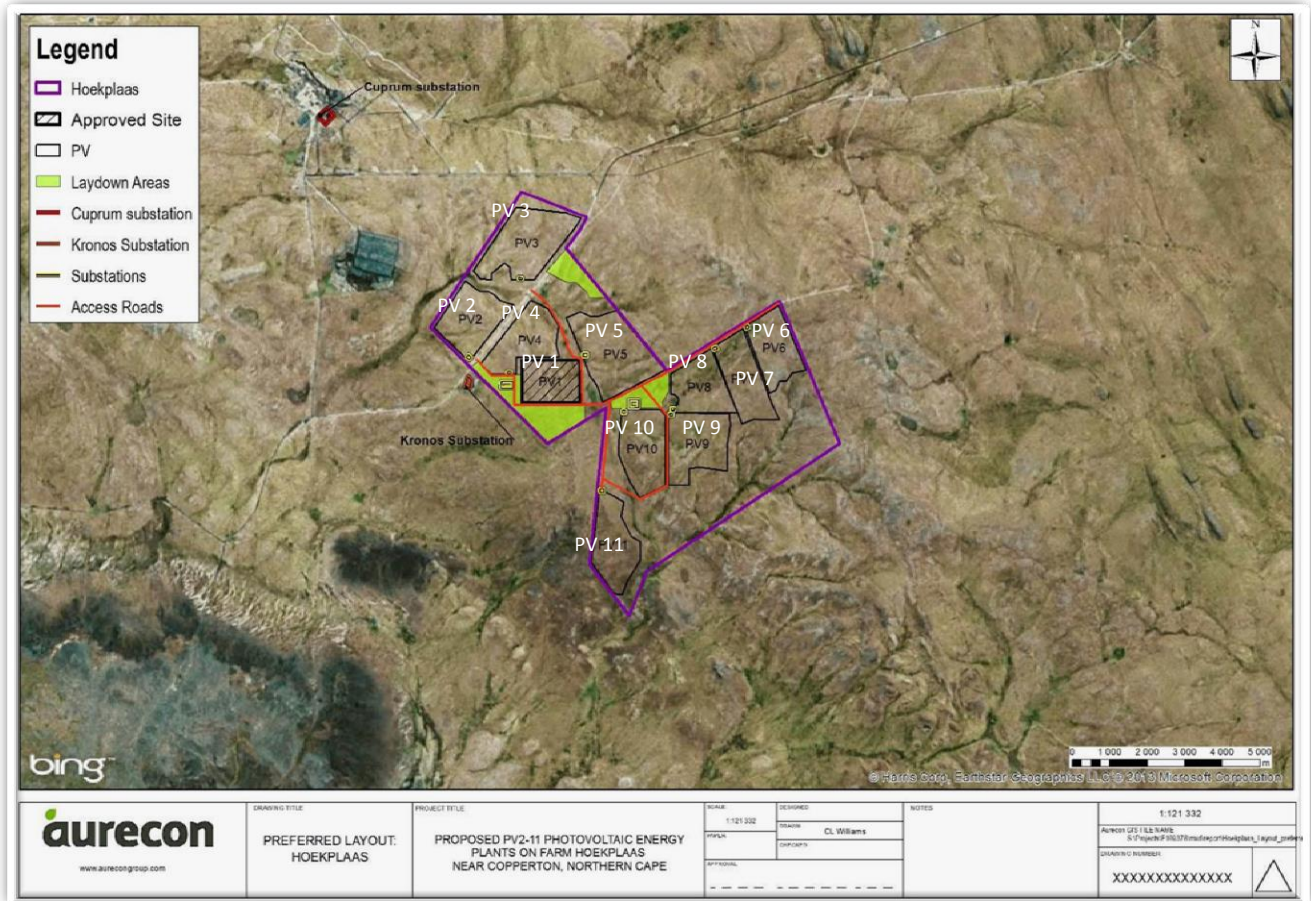 Legend
Hoekplaas
Approved Site
PV
Laydown Areas
Cuprum substation
Kronos Substation
Substations
Access Roads
N
Cuprum substation
PV 3
PV3
PV 2
PV2
PV 4
PV4
PV 5
PV5
PV 1
PV1
PV 6
PV6
PV 8
PV8
PV 7
PV 10
PV10
PV 9
PV9
Kronos Substation
PV 11
bing
0 1 000 2 000 3 000 4 000 5 000
m
© Harris Corp, Earthstar Geographics LLC © 2013 Microsoft Corporation
aurecon
www.aurecongroup.com
DRAWING TITLE
PREFERRED LAYOUT:
HOEKPLAAS
PROJECT TITLE
PROPOSED PV2-11 PHOTOVOLTAIC ENERGY
PLANTS ON FARM HOEKPLAAS
NEAR COPPERTON, NORTHERN CAPE
SCALE
1:121 332
APPROVAL
DESIGNED
DRAWN
CL Williams
CHECKED
NOTES
1:121 332
Aurecon GIS FILE NAME
DRAWING NUMBER
XXXXXXXXXXXXXX